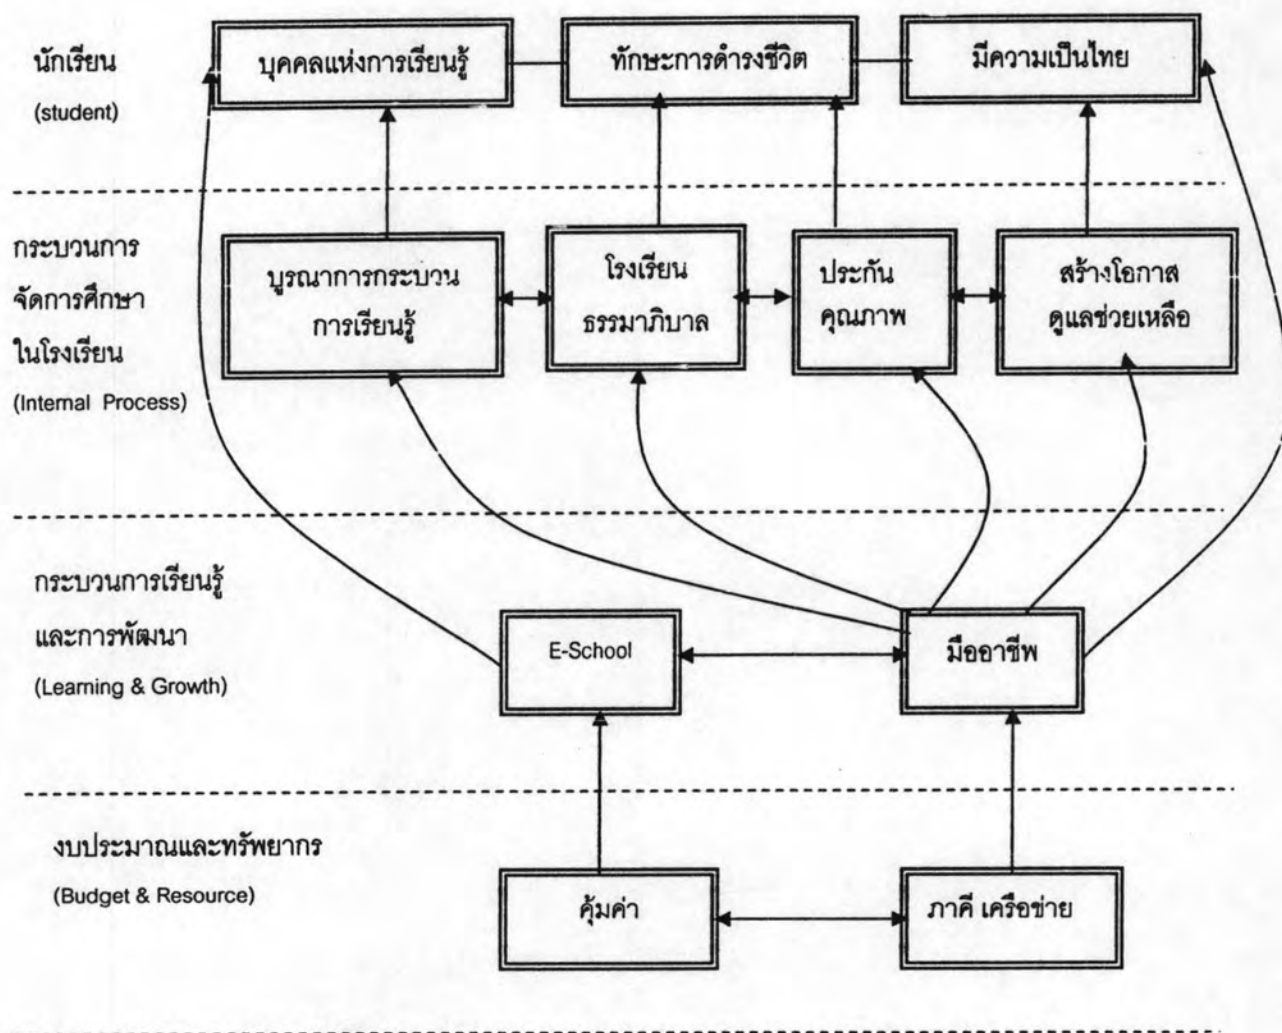 นักเรียน
(student)
บุคคลแห่งการเรียนรู้
ทักษะการดำรงชีวิต
มีความเป็นไทย
กระบวนการ
จัดการศึกษา
ในโรงเรียน
(Internal Process)
บูรณาการกระบวน
การเรียนรู้
โรงเรียน
ธรรมาภิบาล
ประกัน
คุณภาพ
สร้างโอกาส
ดูแลช่วยเหลือ
กระบวนการเรียนรู้
และการพัฒนา
(Learning & Growth)
E-School
มืออาชีพ
งบประมาณและทรัพยากร
(Budget & Resource)
คุ้มค่า
ภาคี เครือข่าย